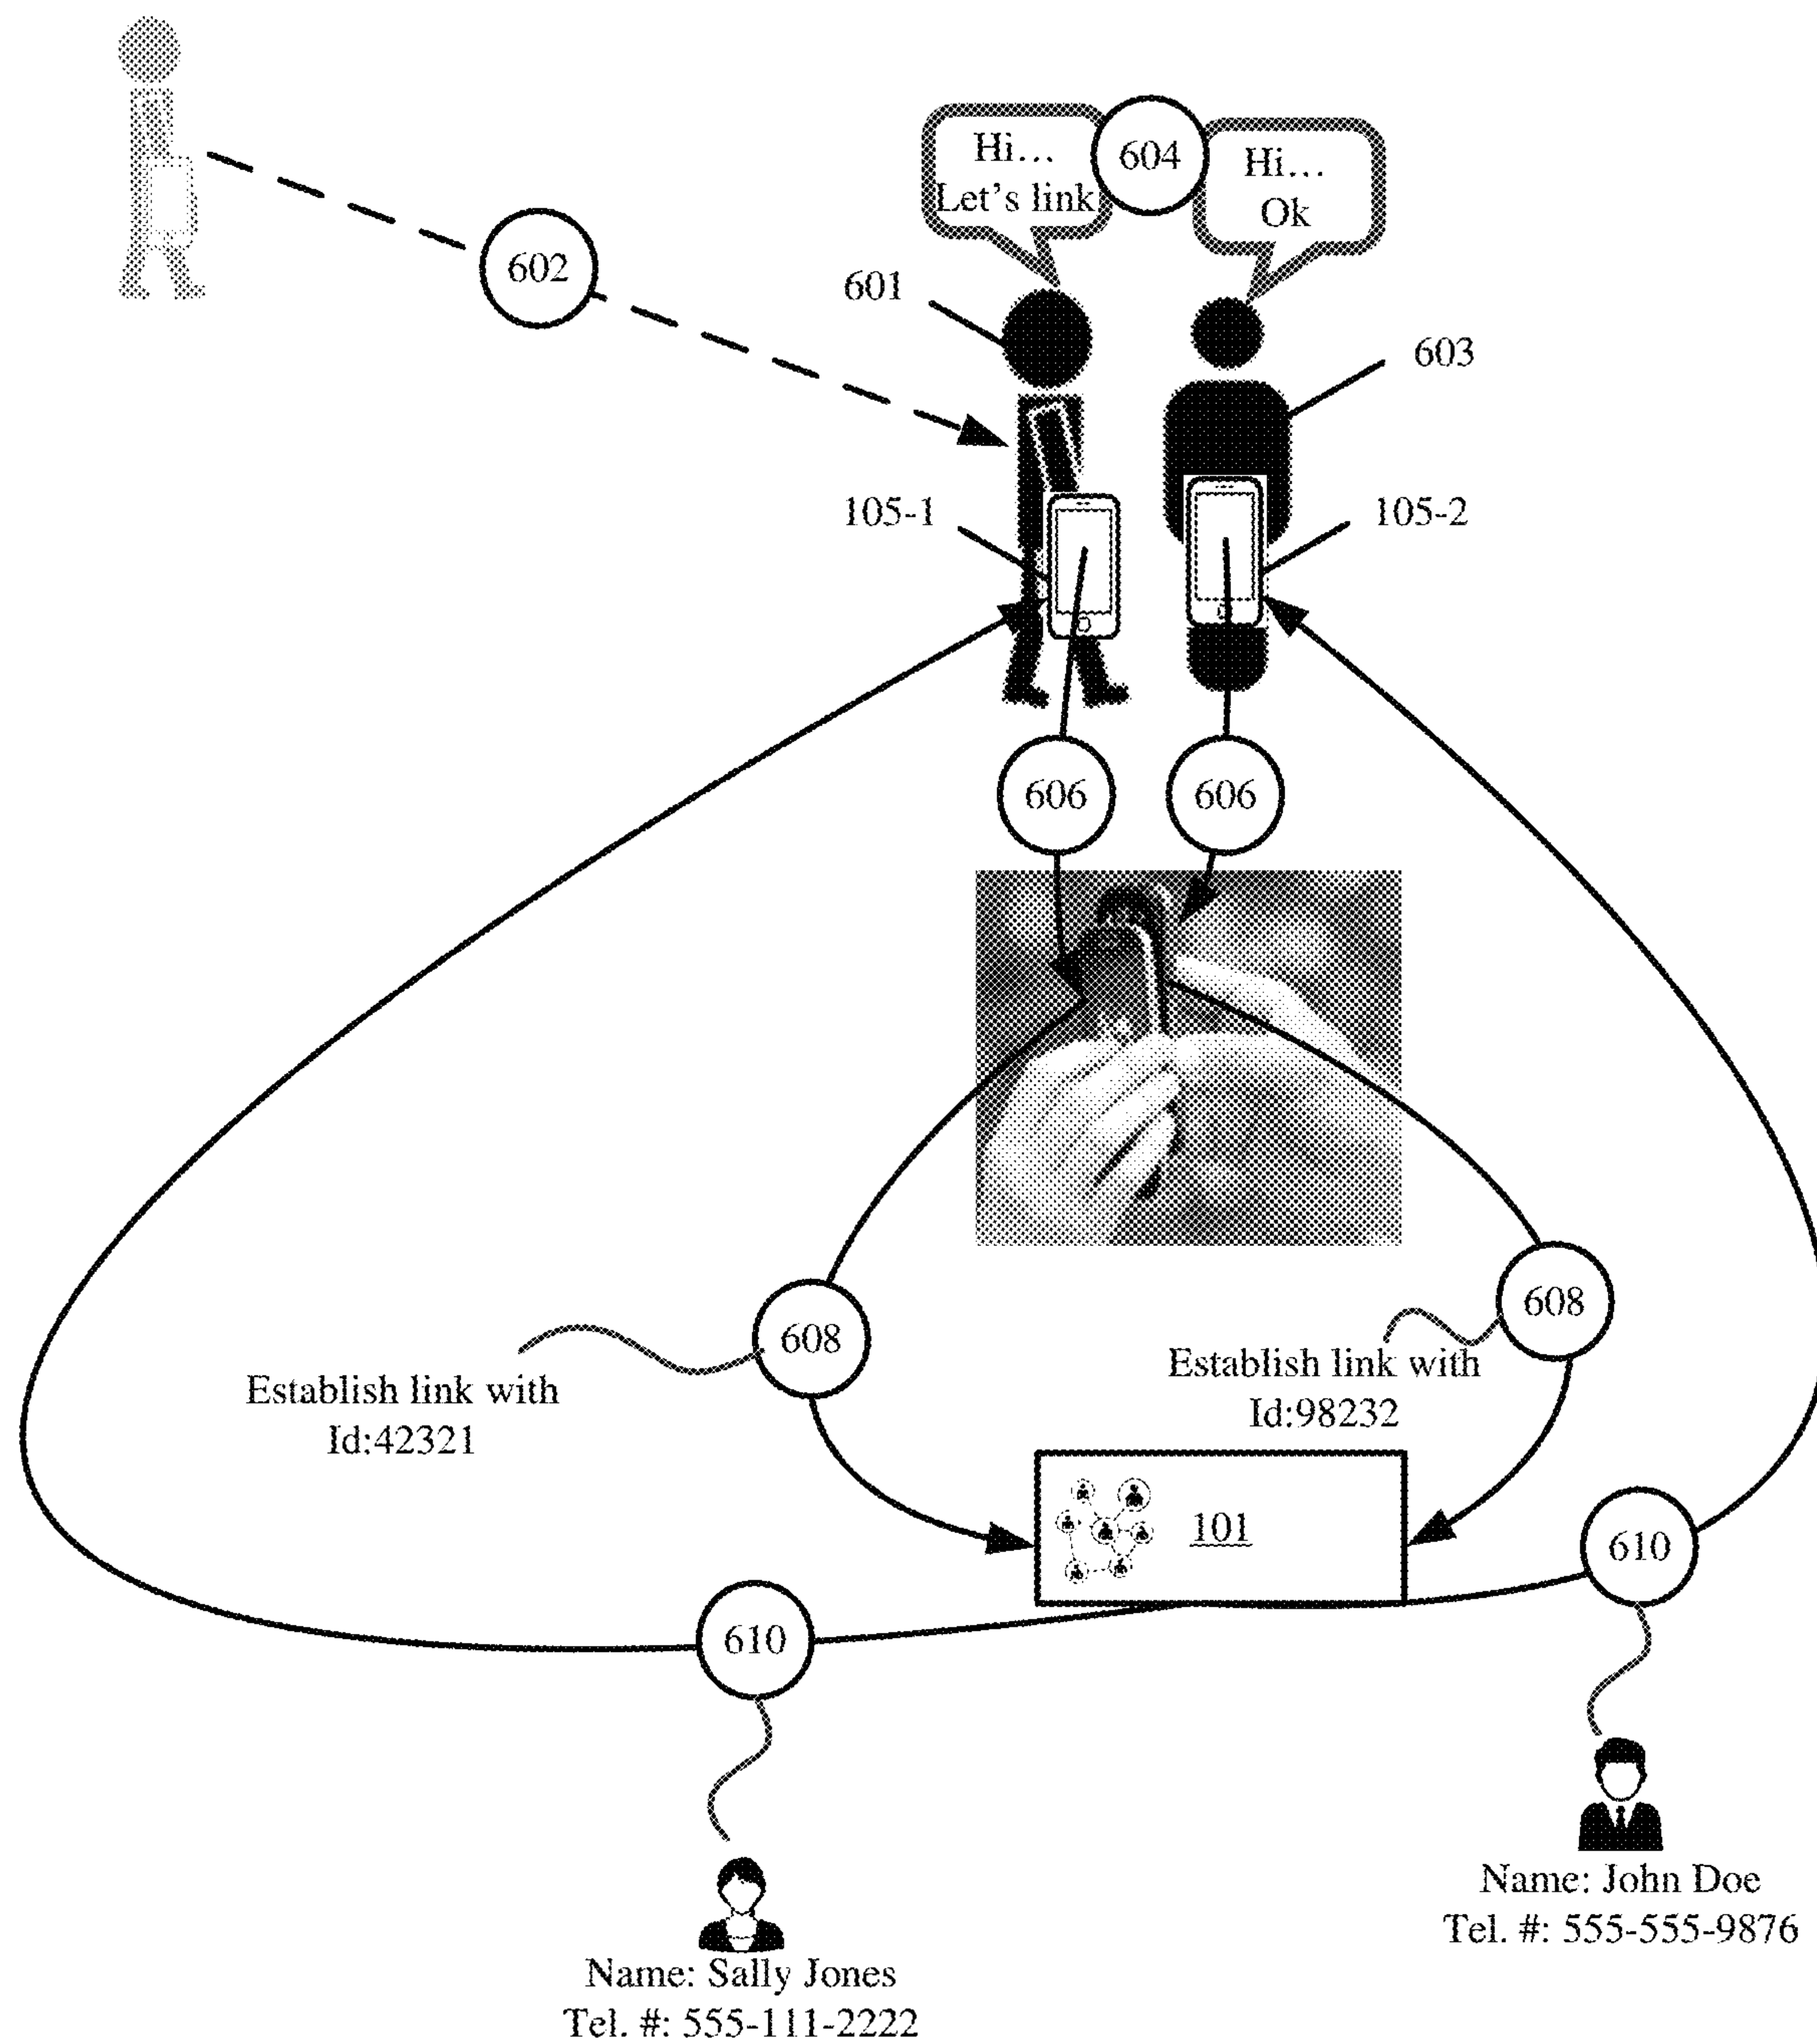 Hi...
Let's link
604
Hi...
Ok
602
601
603
105-1
105-2
606
606
608
608
Establish link with
Id:42321
Establish link with
Id:98232
101
610
610
Name: John Doe
Tel. #: 555-555-9876
Name: Sally Jones
Tel. #: 555-111-2222